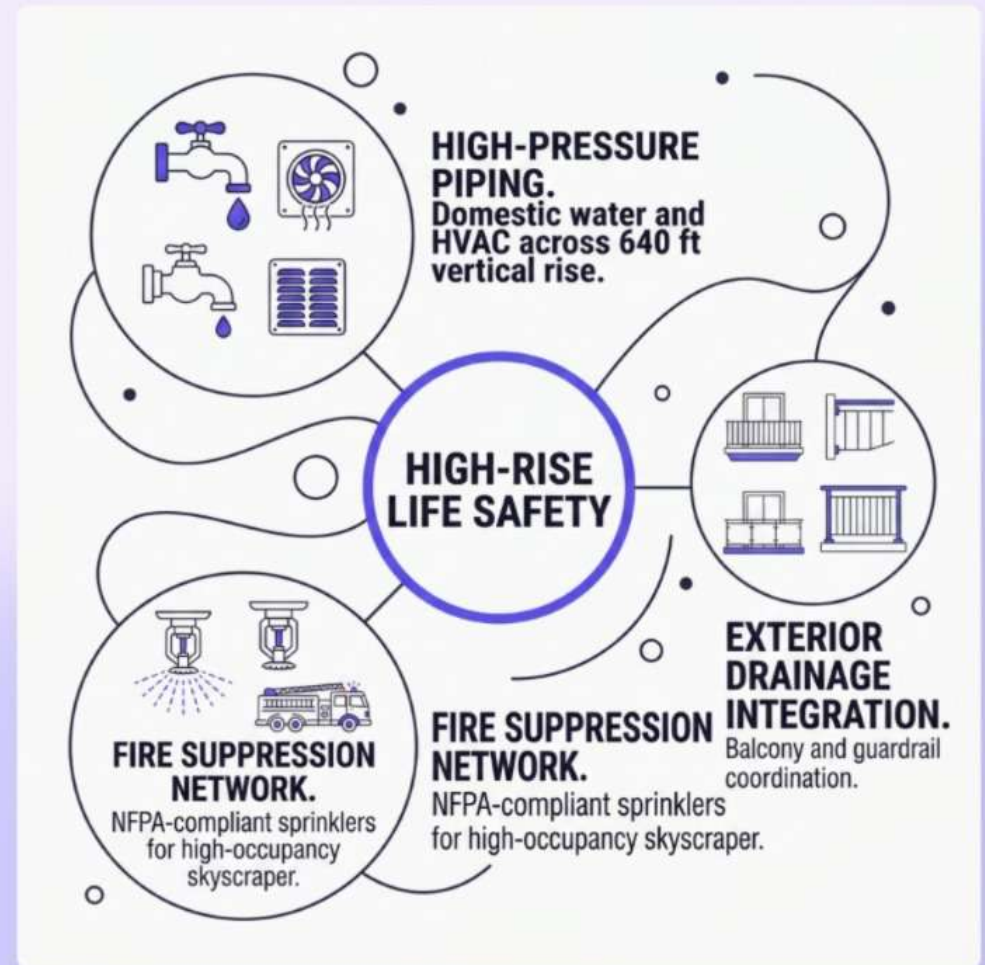 HIGH-PRESSURE
PIPING.
Domestic water and
HVAC across 640 ft
vertical rise.
HIGH-RISE
LIFE SAFETY
EXTERIOR
DRAINAGE
INTEGRATION.
Balcony and guardrail
coordination.
FIRE SUPPRESSION
NETWORK.
NFPA-compliant sprinklers
for high-occupancy
skyscraper.
FIRE SUPPRESSION
NETWORK.
NFPA-compliant sprinklers
for high-occupancy skyscraper.